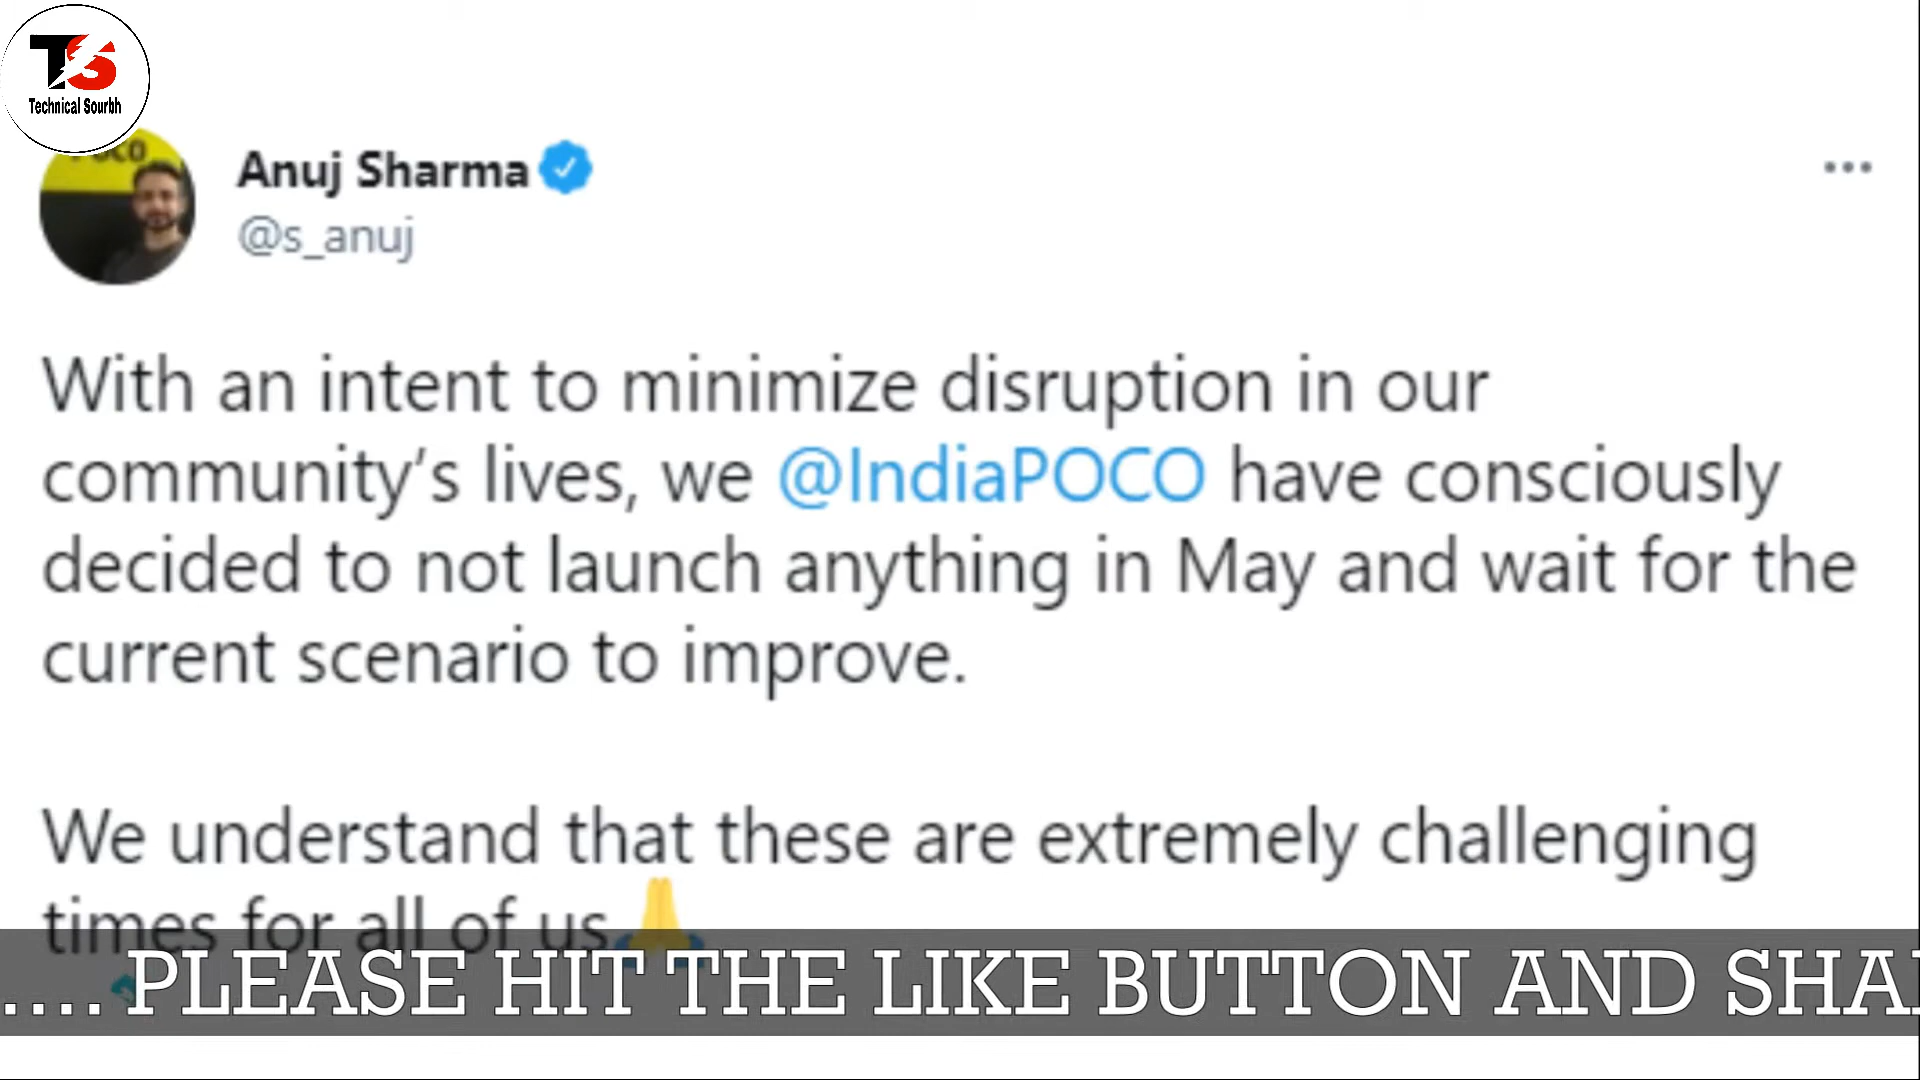 TS
Technical Sourbh
POCO
Anuj Sharma
@s_anuj
With an intent to minimize disruption in our
community's lives, we @IndiaPOCO have consciously
decided to not launch anything in May and wait for the
current scenario to improve.
We understand that these are extremely challenging
times for all of us🙏
.... PLEASE HIT THE LIKE BUTTON AND SHA